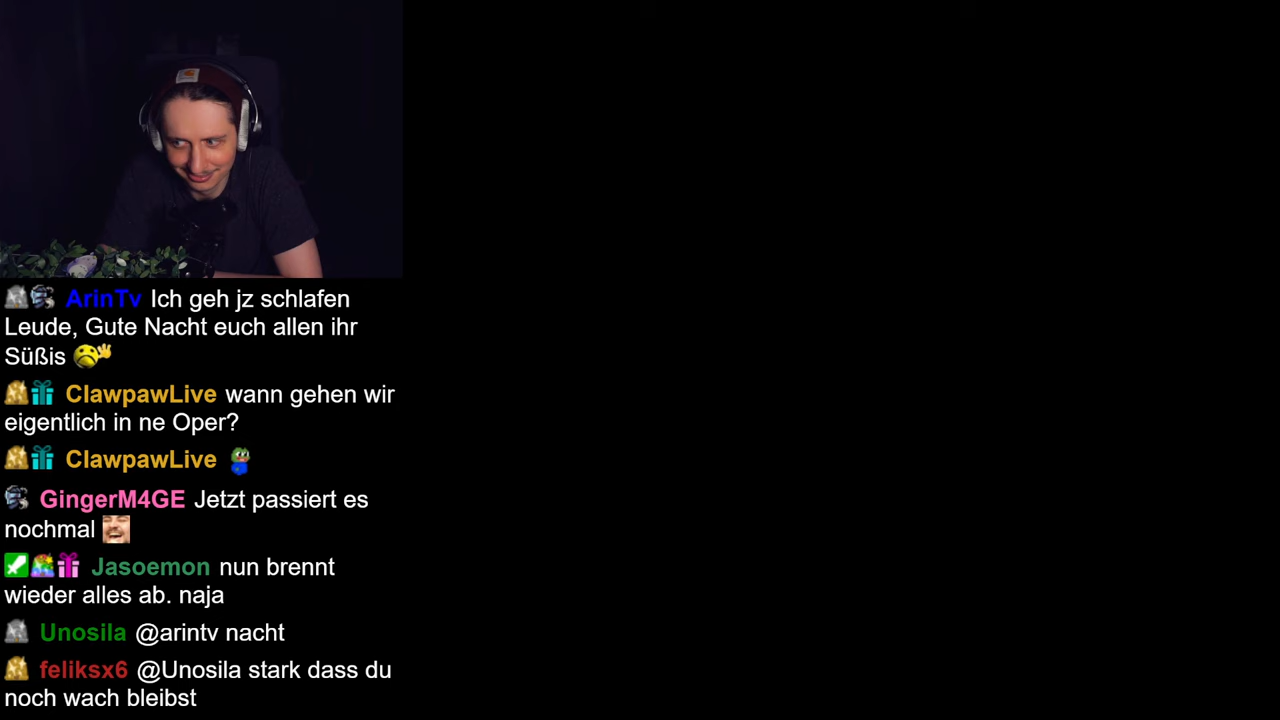 ArinTv Ich geh jz schlafen
Leude, Gute Nacht euch allen ihr
Süßis
ClawpawLive wann gehen wir
eigentlich in ne Oper?
ClawpawLive
GingerM4GE Jetzt passiert es
nochmal
Jasoemon nun brennt
wieder alles ab. naja
Unosila @arintv nacht
feliksx6 @Unosila stark dass du
noch wach bleibst